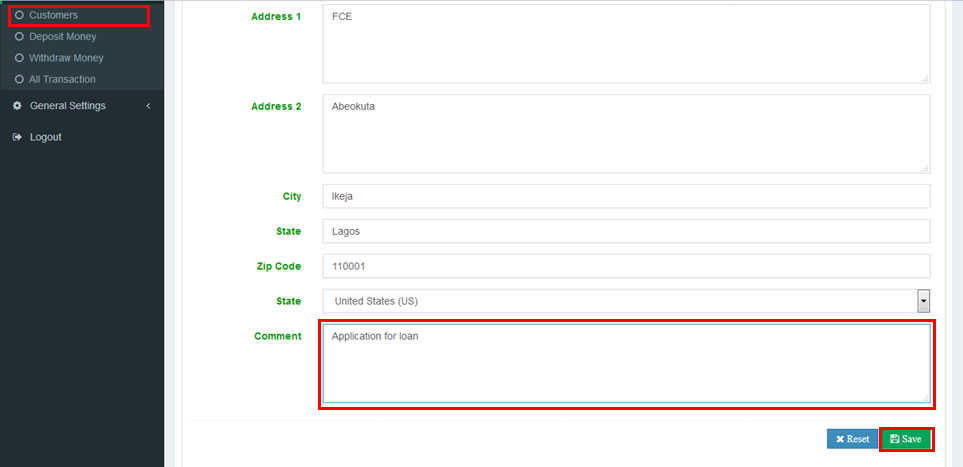 Customers
Deposit Money
Withdraw Money
All Transaction
General Settings
Logout
Address 1
FCE
Address 2
Abeokuta
City
Ikeja
State
Lagos
Zip Code
110001
State
United States (US)
Comment
Application for loan
Reset
Save